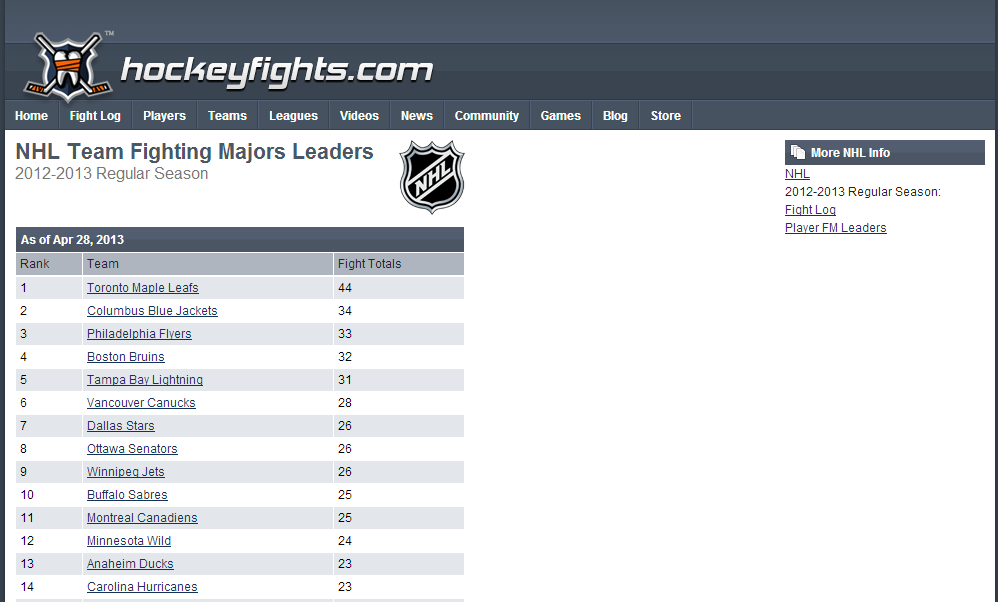 TM
hockeyfights.com
Home Fight Log Players Teams Leagues Videos News Community Games Blog Store
NHL Team Fighting Majors Leaders
2012-2013 Regular Season
NHL
As of Apr 28, 2013
Rank Team Fight Totals
1 Toronto Maple Leafs 44
2 Columbus Blue Jackets 34
3 Philadelphia Flyers 33
4 Boston Bruins 32
5 Tampa Bay Lightning 31
6 Vancouver Canucks 28
7 Dallas Stars 26
8 Ottawa Senators 26
9 Winnipeg Jets 26
10 Buffalo Sabres 25
11 Montreal Canadiens 25
12 Minnesota Wild 24
13 Anaheim Ducks 23
14 Carolina Hurricanes 23
More NHL Info
NHL
2012-2013 Regular Season:
Fight Log
Player FM Leaders